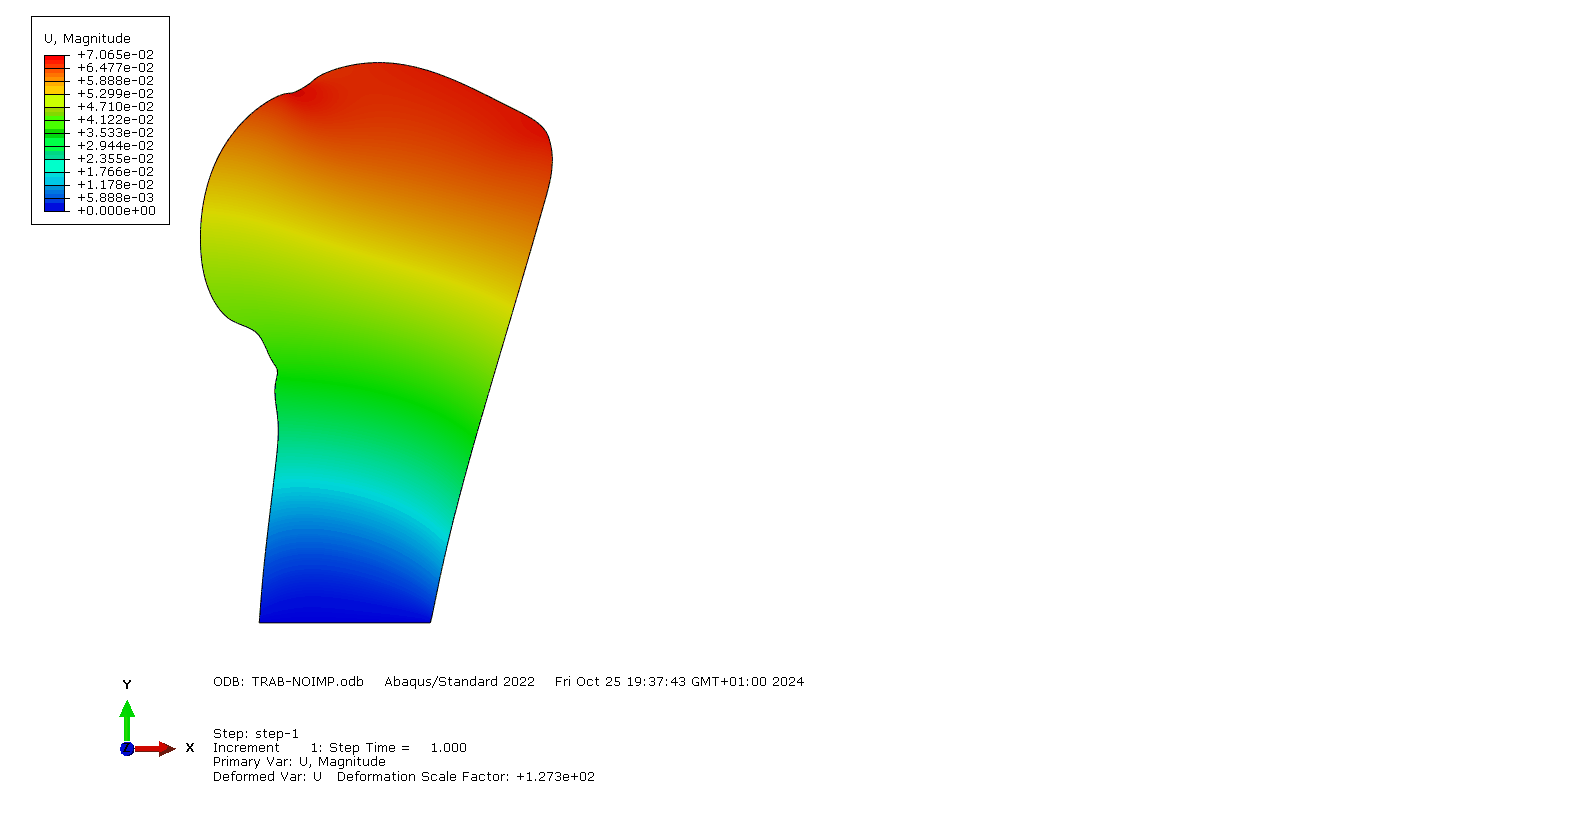 U, Magnitude
+7.065e-02
+6.477e-02
+5.888e-02
+5.299e-02
+4.710e-02
+4.122e-02
+3.533e-02
+2.944e-02
+2.355e-02
+1.766e-02
+1.178e-02
+5.888e-03
+0.000e+00
Y
X
ODB: TRAB-NOIMP.odb Abaqus/Standard 2022 Fri Oct 25 19:37:43 GMT+01:00 2024
Step: step-1
Increment 1: Step Time = 1.000
Primary Var: U, Magnitude
Deformed Var: U Deformation Scale Factor: +1.273e+02